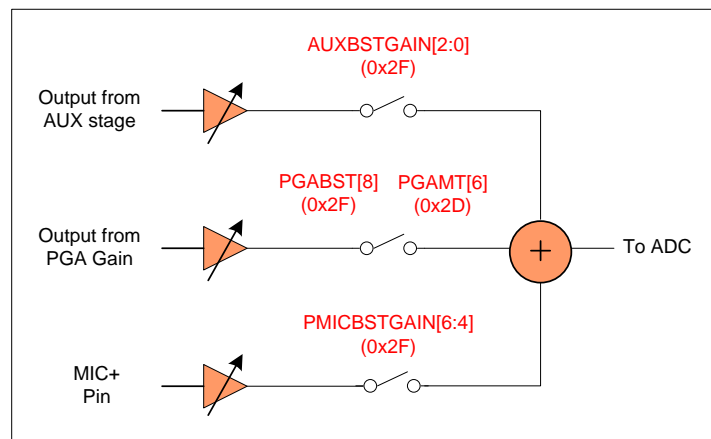 AUXBSTGAIN[2:0]
(0x2F)
Output from
AUX stage
PGABST[8] PGAMT[6]
(0x2F) (0x2D)
Output from
PGA Gain
+
To ADC
PMICBSTGAIN[6:4]
(0x2F)
MIC+
Pin